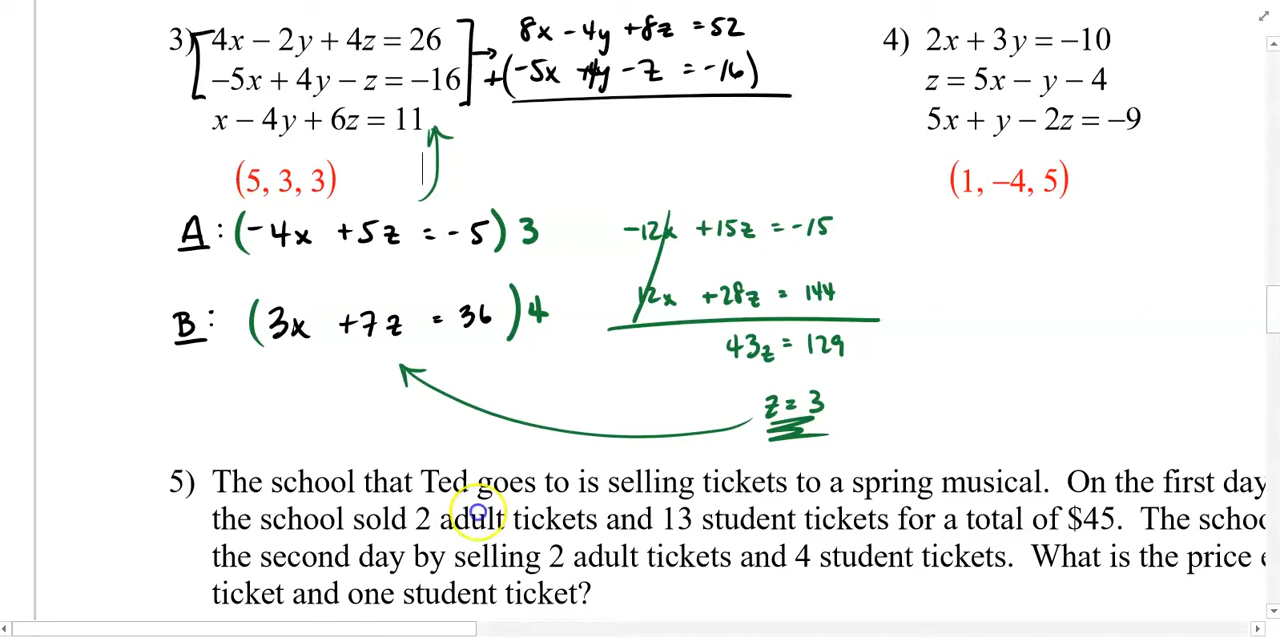 3) 4x − 2y + 4z = 26
−5x + 4y − z = −16
x − 4y + 6z = 11
(5, 3, 3)
8x - 4y + 8z = 52
+(-5x +4y - z = -16)
4) 2x + 3y = −10
z = 5x − y − 4
5x + y − 2z = −9
(1, −4, 5)
A: (-4x + 5z = -5) 3
B: (3x + 7z = 36) 4
-12x + 15z = -15
12x + 28z = 144
43z = 129
z = 3
5) The school that Ted goes to is selling tickets to a spring musical. On the first day
the school sold 2 adult tickets and 13 student tickets for a total of $45. The schoo
the second day by selling 2 adult tickets and 4 student tickets. What is the price e
ticket and one student ticket?